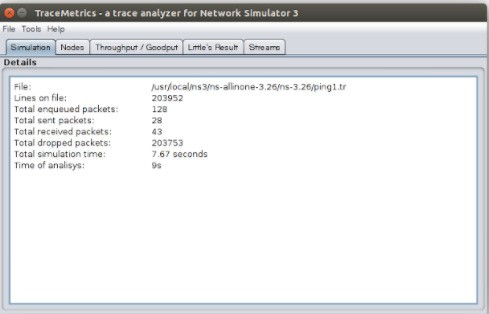 TraceMetrics - a trace analyzer for Network Simulator 3
File Tools Help
Simulation Nodes Throughput / Goodput Little's Result Streams
Details
File: /usr/local/ns3/ns-allinone-3.26/ns-3.26/ping1.tr
Lines on file: 203952
Total enqueued packets: 128
Total sent packets: 28
Total received packets: 43
Total dropped packets: 203753
Total simulation time: 7.67 seconds
Time of analisys: 9s